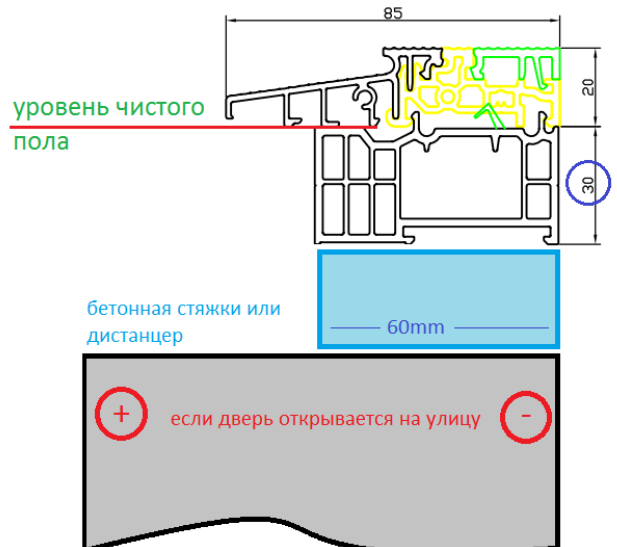 85
20
уровень чистого
пола
30
бетонная стяжки или
дистанцер
60mm
+ если дверь открывается на улицу -